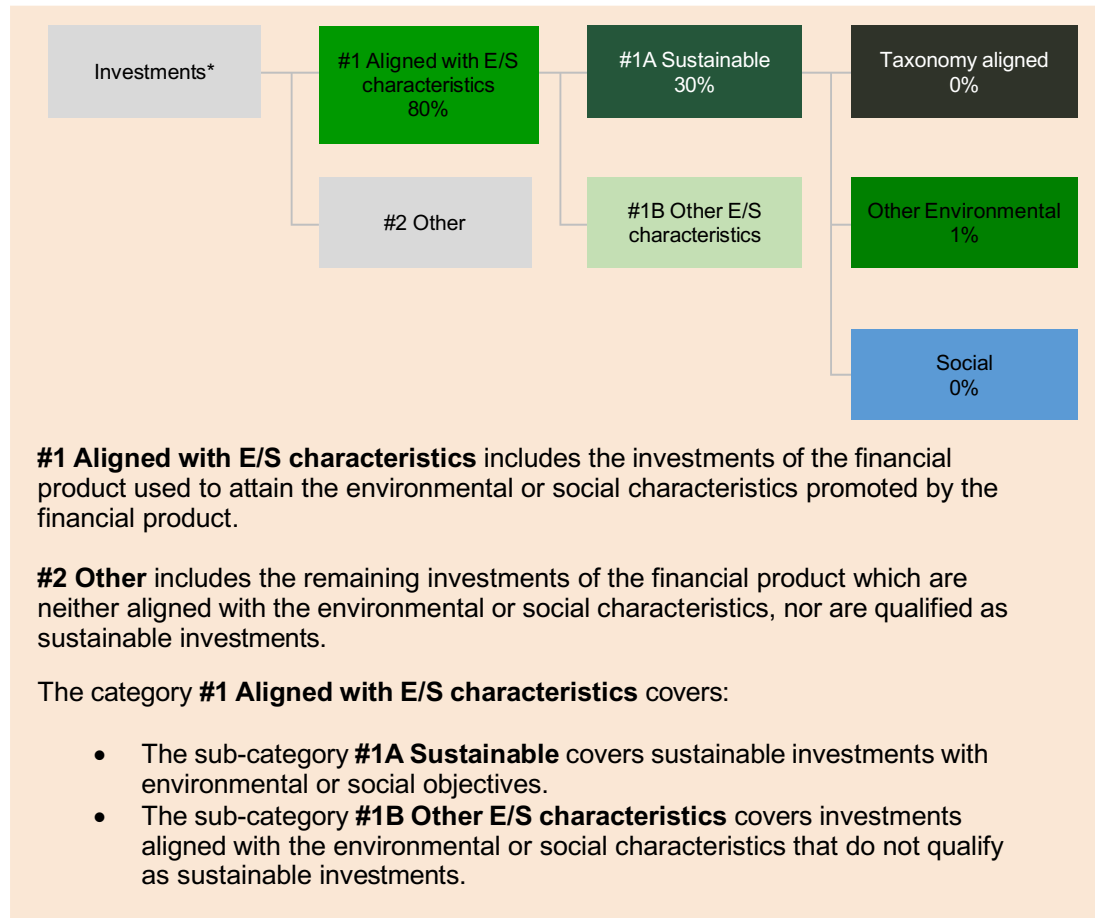 Investments*
#1 Aligned with E/S
characteristics
80%
#1A Sustainable
30%
Taxonomy aligned
0%
#2 Other
#1B Other E/S
characteristics
Other Environmental
1%
Social
0%
#1 Aligned with E/S characteristics includes the investments of the financial
product used to attain the environmental or social characteristics promoted by the
financial product.
#2 Other includes the remaining investments of the financial product which are
neither aligned with the environmental or social characteristics, nor are qualified as
sustainable investments.
The category #1 Aligned with E/S characteristics covers:
• The sub-category #1A Sustainable covers sustainable investments with
environmental or social objectives.
• The sub-category #1B Other E/S characteristics covers investments
aligned with the environmental or social characteristics that do not qualify
as sustainable investments.